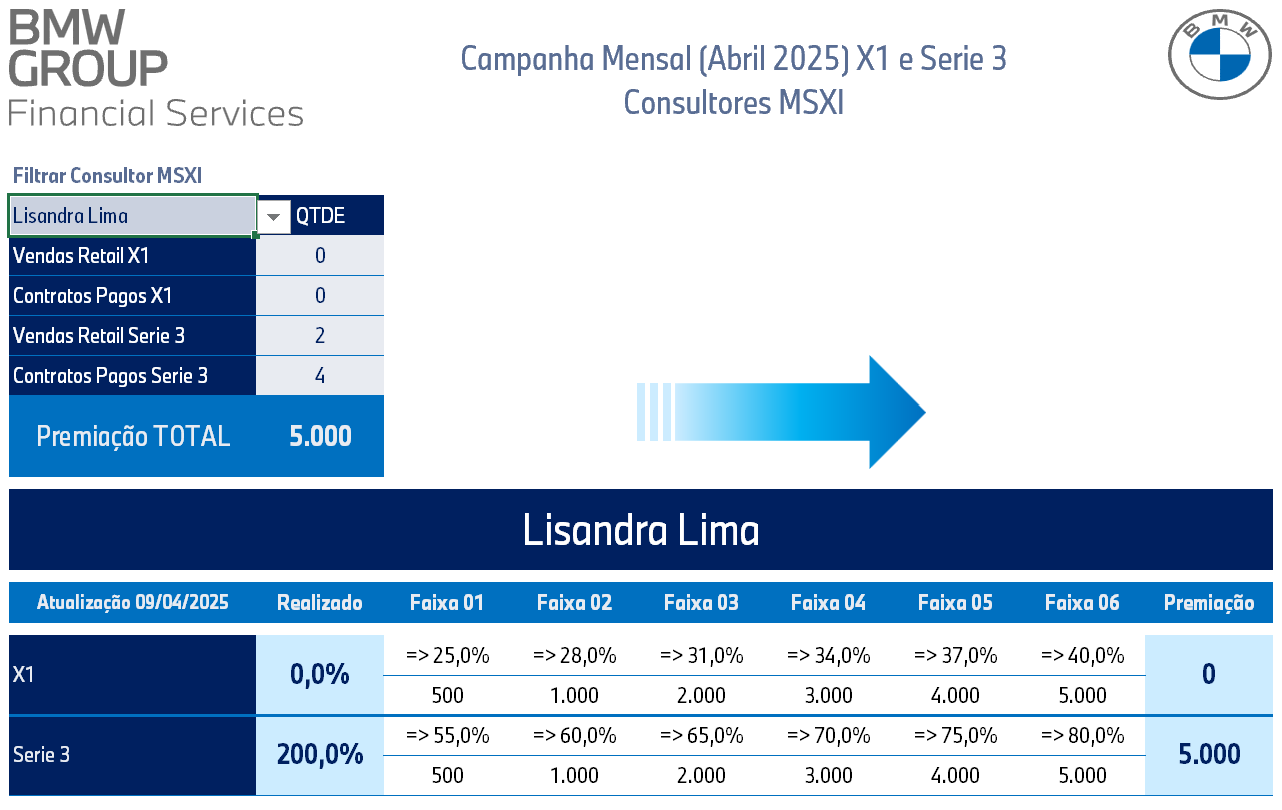 BMW
GROUP
Financial Services
Campanha Mensal (Abril 2025) X1 e Serie 3
Consultores MSXI
BMW
Filtrar Consultor MSXI
Lisandra Lima QTDE
Vendas Retail X1 0
Contratos Pagos X1 0
Vendas Retail Serie 3 2
Contratos Pagos Serie 3 4
Premiação TOTAL 5.000
Lisandra Lima
Atualização 09/04/2025 Realizado Faixa 01 Faixa 02 Faixa 03 Faixa 04 Faixa 05 Faixa 06 Premiação
X1 0,0% => 25,0% => 28,0% => 31,0% => 34,0% => 37,0% => 40,0% 0
500 1.000 2.000 3.000 4.000 5.000
Serie 3 200,0% => 55,0% => 60,0% => 65,0% => 70,0% => 75,0% => 80,0% 5.000
500 1.000 2.000 3.000 4.000 5.000